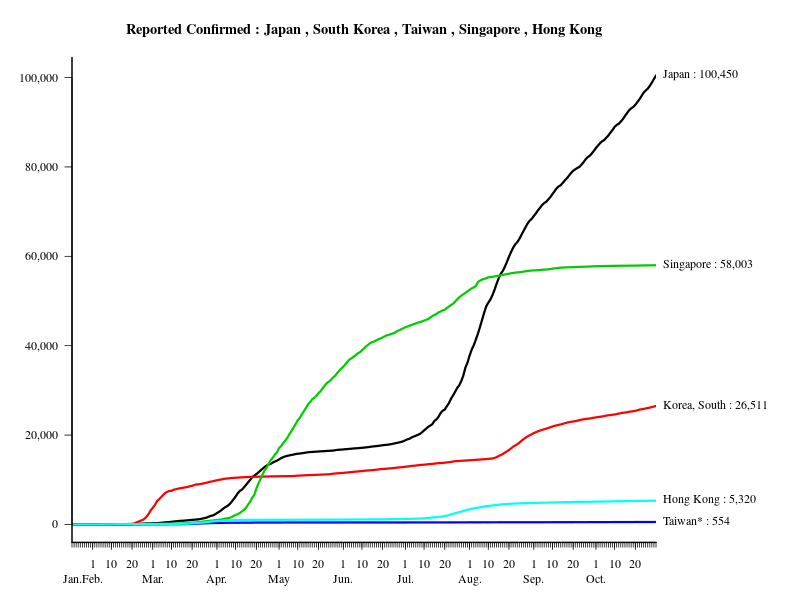 Reported Confirmed : Japan , South Korea , Taiwan , Singapore , Hong Kong
100,000
80,000
60,000
40,000
20,000
0
Japan : 100,450
Singapore : 58,003
Korea, South : 26,511
Hong Kong : 5,320
Taiwan* : 554
1 10 20 1 10 20 1 10 20 1 10 20 1 10 20 1 10 20 1 10 20 1 10 20 1 10 20
Jan.Feb. Mar. Apr. May Jun. Jul. Aug. Sep. Oct.